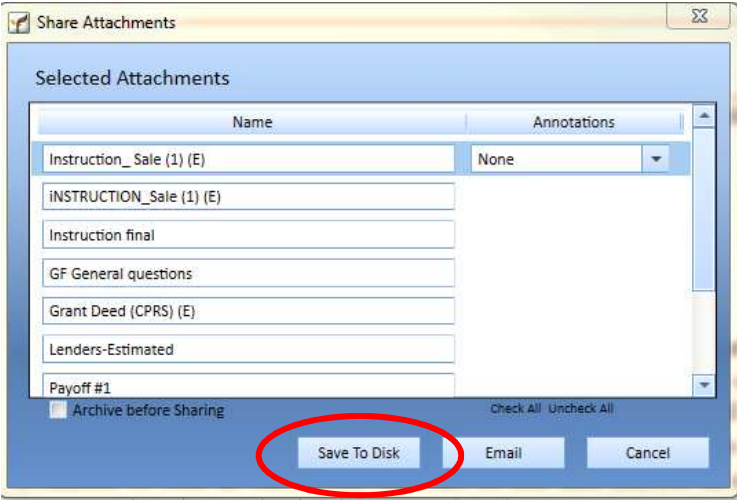 Share Attachments
Selected Attachments
Name Annotations
Instruction_ Sale (1) (E) None
iNSTRUCTION_Sale (1) (E)
Instruction final
GF General questions
Grant Deed (CPRS) (E)
Lenders-Estimated
Payoff #1
Archive before Sharing Check All Uncheck All
Save To Disk Email Cancel